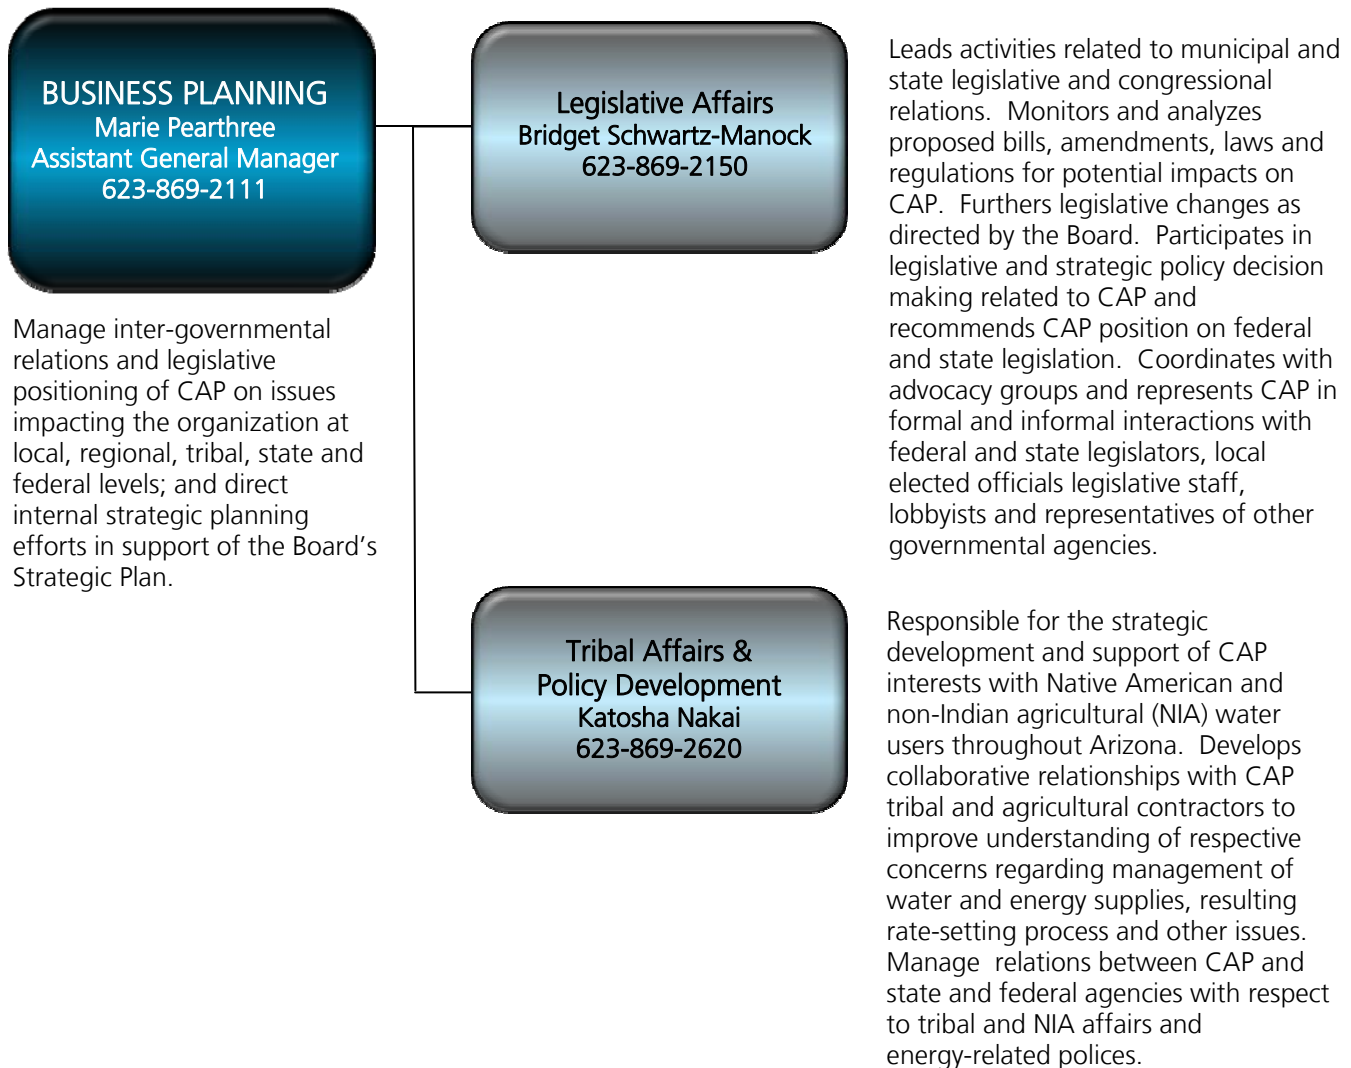 BUSINESS PLANNING
Marie Pearthree
Assistant General Manager
623-869-2111
Manage inter-governmental
relations and legislative
positioning of CAP on issues
impacting the organization at
local, regional, tribal, state and
federal levels; and direct
internal strategic planning
efforts in support of the Board’s
Strategic Plan.
Legislative Affairs
Bridget Schwartz-Manock
623-869-2150
Leads activities related to municipal and
state legislative and congressional
relations.  Monitors and analyzes
proposed bills, amendments, laws and
regulations for potential impacts on
CAP.  Furthers legislative changes as
directed by the Board.  Participates in
legislative and strategic policy decision
making related to CAP and
recommends CAP position on federal
and state legislation.  Coordinates with
advocacy groups and represents CAP in
formal and informal interactions with
federal and state legislators, local
elected officials legislative staff,
lobbyists and representatives of other
governmental agencies.
Tribal Affairs &
Policy Development
Katosha Nakai
623-869-2620
Responsible for the strategic
development and support of CAP
interests with Native American and
non-Indian agricultural (NIA) water
users throughout Arizona.  Develops
collaborative relationships with CAP
tribal and agricultural contractors to
improve understanding of respective
concerns regarding management of
water and energy supplies, resulting
rate-setting process and other issues.
Manage  relations between CAP and
state and federal agencies with respect
to tribal and NIA affairs and
energy-related polices.